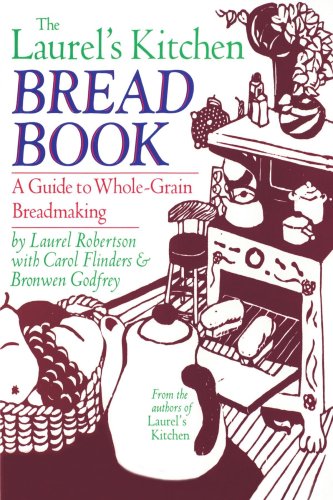 The
Laurel's Kitchen
BREAD
BOOK
A Guide to Whole-Grain
Breadmaking
by Laurel Robertson
with Carol Flinders &
Bronwen Godfrey
From the
authors of
Laurel's
Kitchen